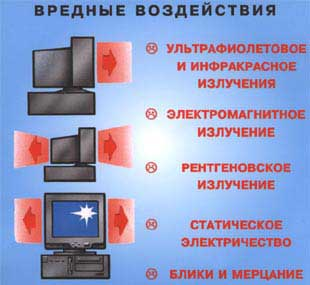 ВРЕДНЫЕ ВОЗДЕЙСТВИЯ
УЛЬТРАФИОЛЕТОВОЕ
И ИНФРАКРАСНОЕ
ИЗЛУЧЕНИЯ
ЭЛЕКТРОМАГНИТНОЕ
ИЗЛУЧЕНИЕ
РЕНТГЕНОВСКОЕ
ИЗЛУЧЕНИЕ
СТАТИЧЕСКОЕ
ЭЛЕКТРИЧЕСТВО
БЛИКИ И МЕРЦАНИЕ